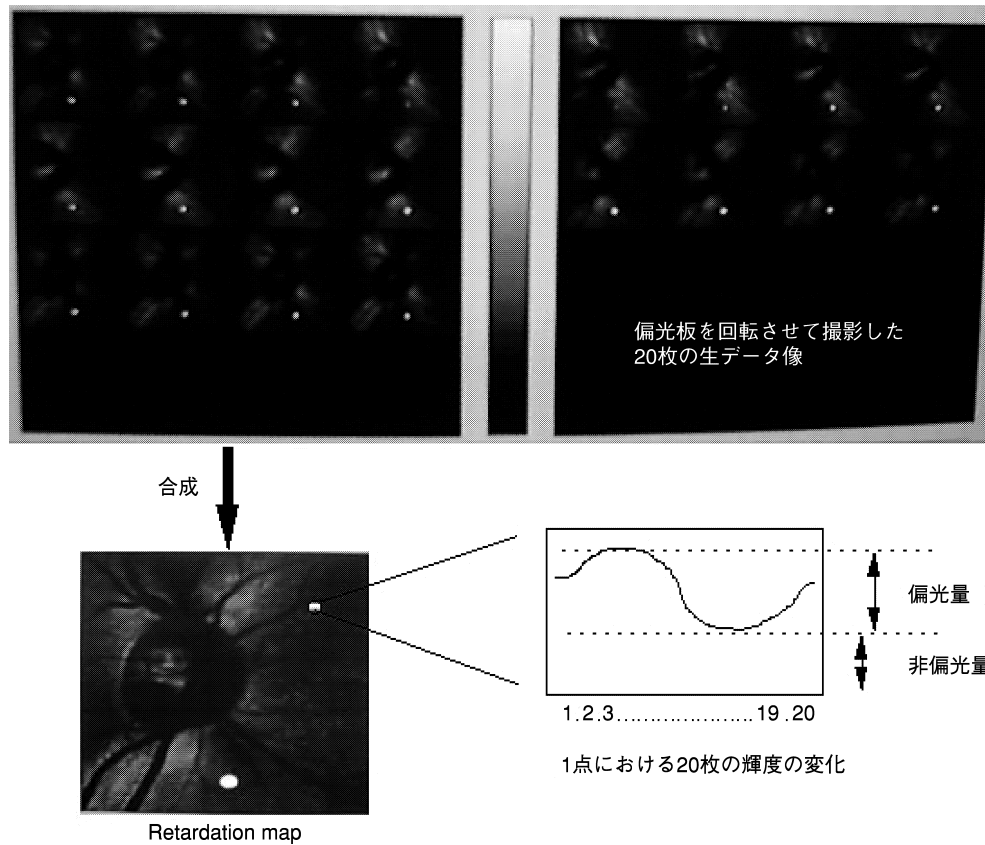 偏光板を回転させて撮影した
20枚の生データ像
合成
偏光量
非偏光量
1.2.3.....................19.20
1点における20枚の輝度の変化
Retardation map